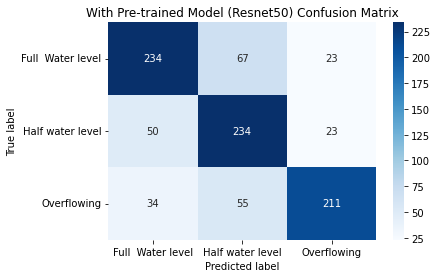 With Pre-trained Model (Resnet50) Confusion Matrix
Full  Water level 234 67 23
Half water level 50 234 23
Overflowing 34 55 211
Full  Water level Half water level Overflowing
Predicted label
True label
225
200
175
150
125
100
75
50
25